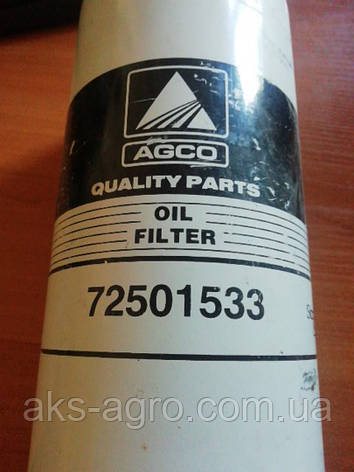 AGCO
QUALITY PARTS
OIL
FILTER
72501533
aks-agro.com.ua